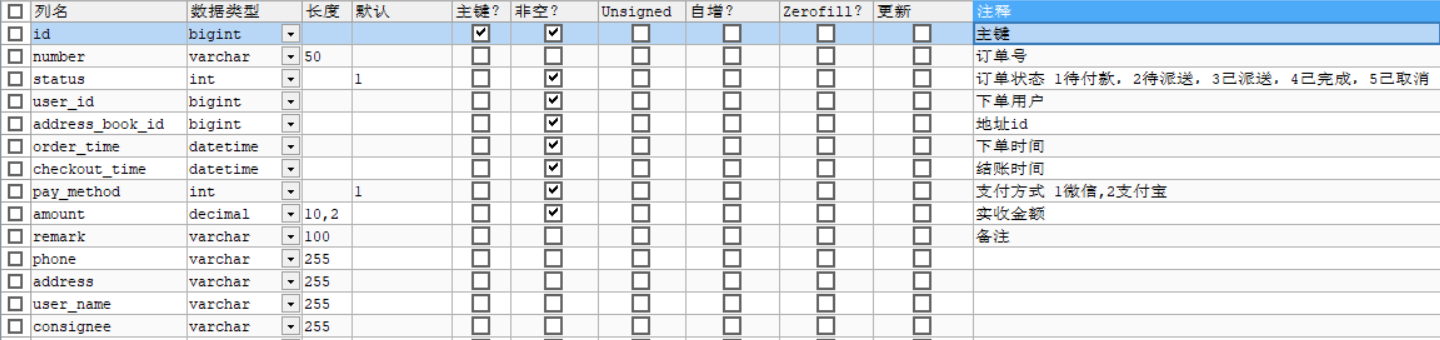 列名 数据类型 长度 默认 主键? 非空? Unsigned 自增? Zerofill? 更新 注释
id bigint 主键
number varchar 50 订单号
status int 1 订单状态 1待付款，2待派送，3已派送，4已完成，5已取消
user_id bigint 下单用户
address_book_id bigint 地址id
order_time datetime 下单时间
checkout_time datetime 结账时间
pay_method int 1 支付方式 1微信,2支付宝
amount decimal 10,2 实收金额
remark varchar 100 备注
phone varchar 255
address varchar 255
user_name varchar 255
consignee varchar 255